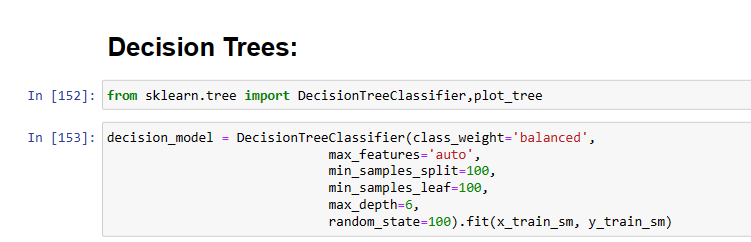 Decision Trees:
In [152]: from sklearn.tree import DecisionTreeClassifier,plot_tree
In [153]: decision_model = DecisionTreeClassifier(class_weight='balanced',
max_features='auto',
min_samples_split=100,
min_samples_leaf=100,
max_depth=6,
random_state=100).fit(x_train_sm, y_train_sm)